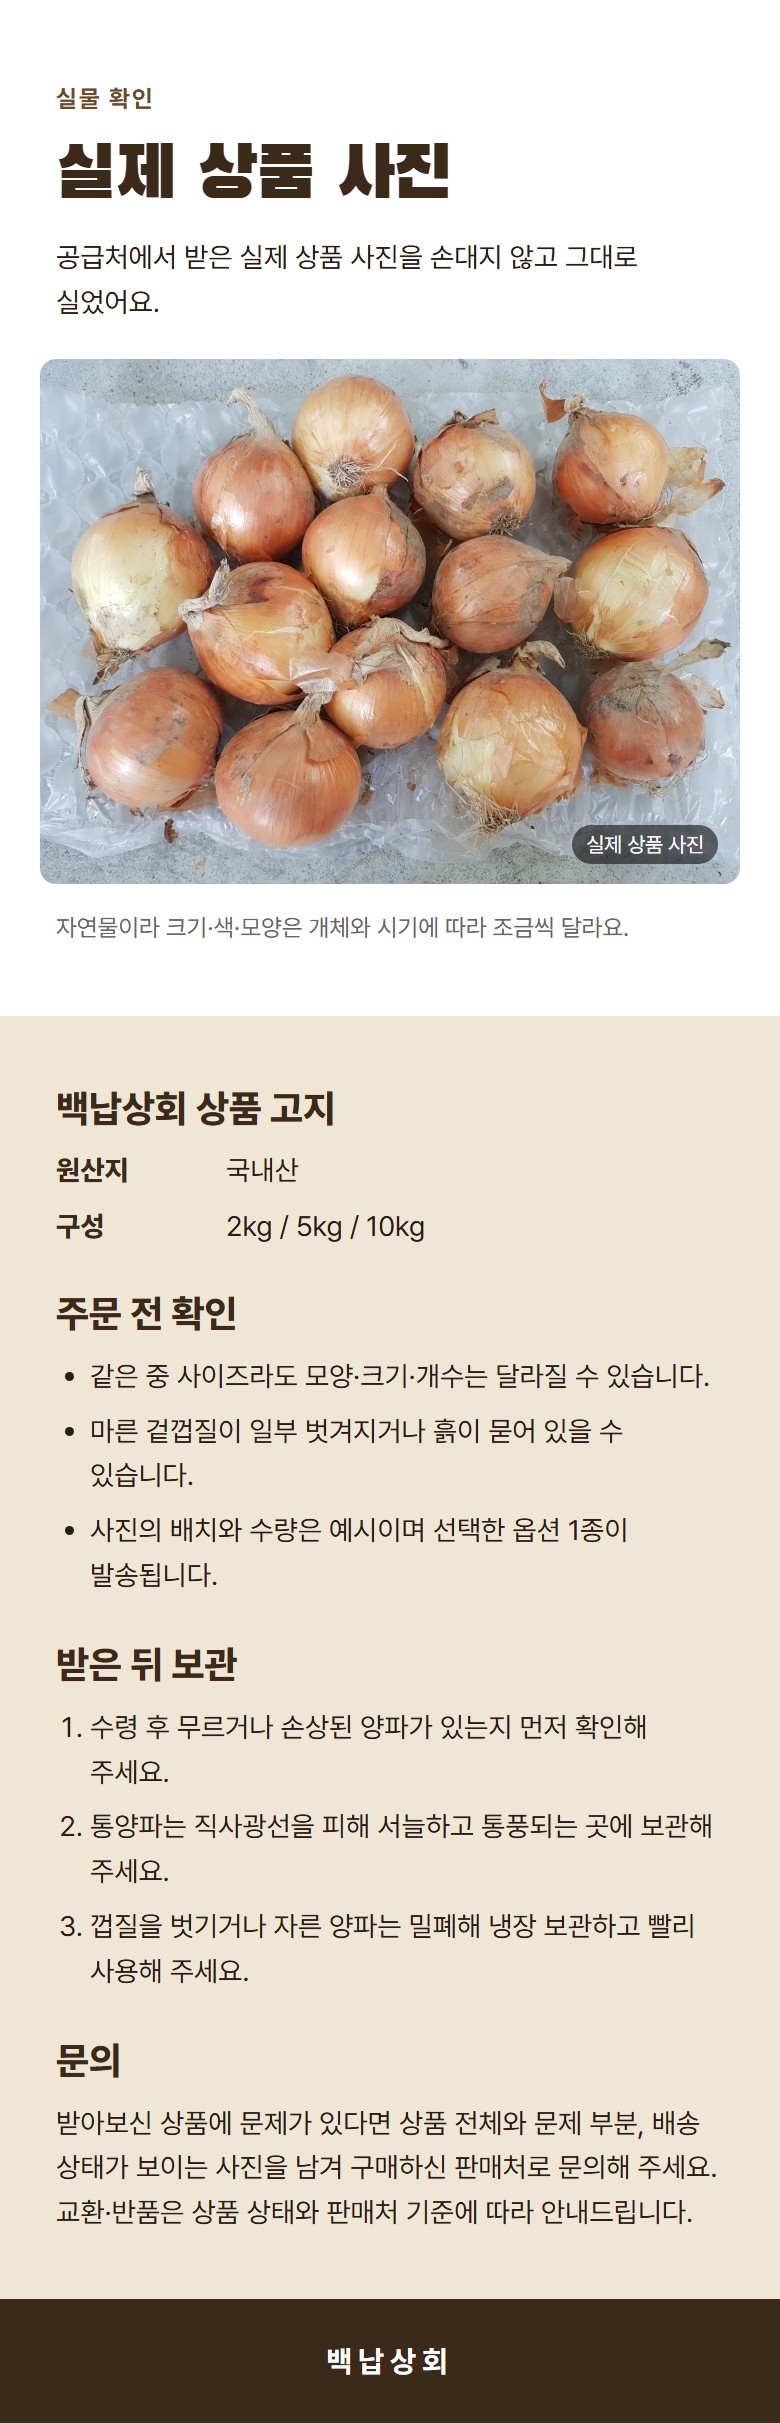 실물 확인
실제 상품 사진
공급처에서 받은 실제 상품 사진을 손대지 않고 그대로
실었어요.
실제 상품 사진
자연물이라 크기·색·모양은 개체와 시기에 따라 조금씩 달라요.
백납상회 상품 고지
원산지 국내산
구성 2kg / 5kg / 10kg
주문 전 확인
• 같은 중 사이즈라도 모양·크기·개수는 달라질 수 있습니다.
• 마른 겉껍질이 일부 벗겨지거나 흙이 묻어 있을 수
있습니다.
• 사진의 배치와 수량은 예시이며 선택한 옵션 1종이
발송됩니다.
받은 뒤 보관
1. 수령 후 무르거나 손상된 양파가 있는지 먼저 확인해
주세요.
2. 통양파는 직사광선을 피해 서늘하고 통풍되는 곳에 보관해
주세요.
3. 껍질을 벗기거나 자른 양파는 밀폐해 냉장 보관하고 빨리
사용해 주세요.
문의
받아보신 상품에 문제가 있다면 상품 전체와 문제 부분, 배송
상태가 보이는 사진을 남겨 구매하신 판매처로 문의해 주세요.
교환·반품은 상품 상태와 판매처 기준에 따라 안내드립니다.
백납상회